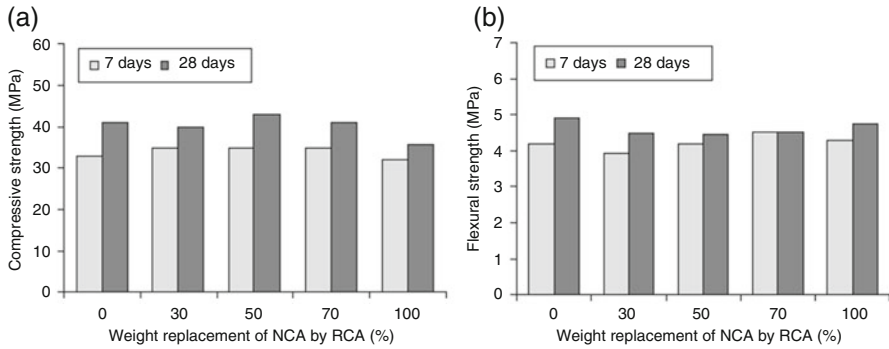 (a)
60
50
40
30
20
10
0
Compressive strength (MPa)
7 days 28 days
0 30 50 70 100
Weight replacement of NCA by RCA (%)
(b)
7
6
5
4
3
2
1
0
Flexural strength (MPa)
7 days 28 days
0 30 50 70 100
Weight replacement of NCA by RCA (%)